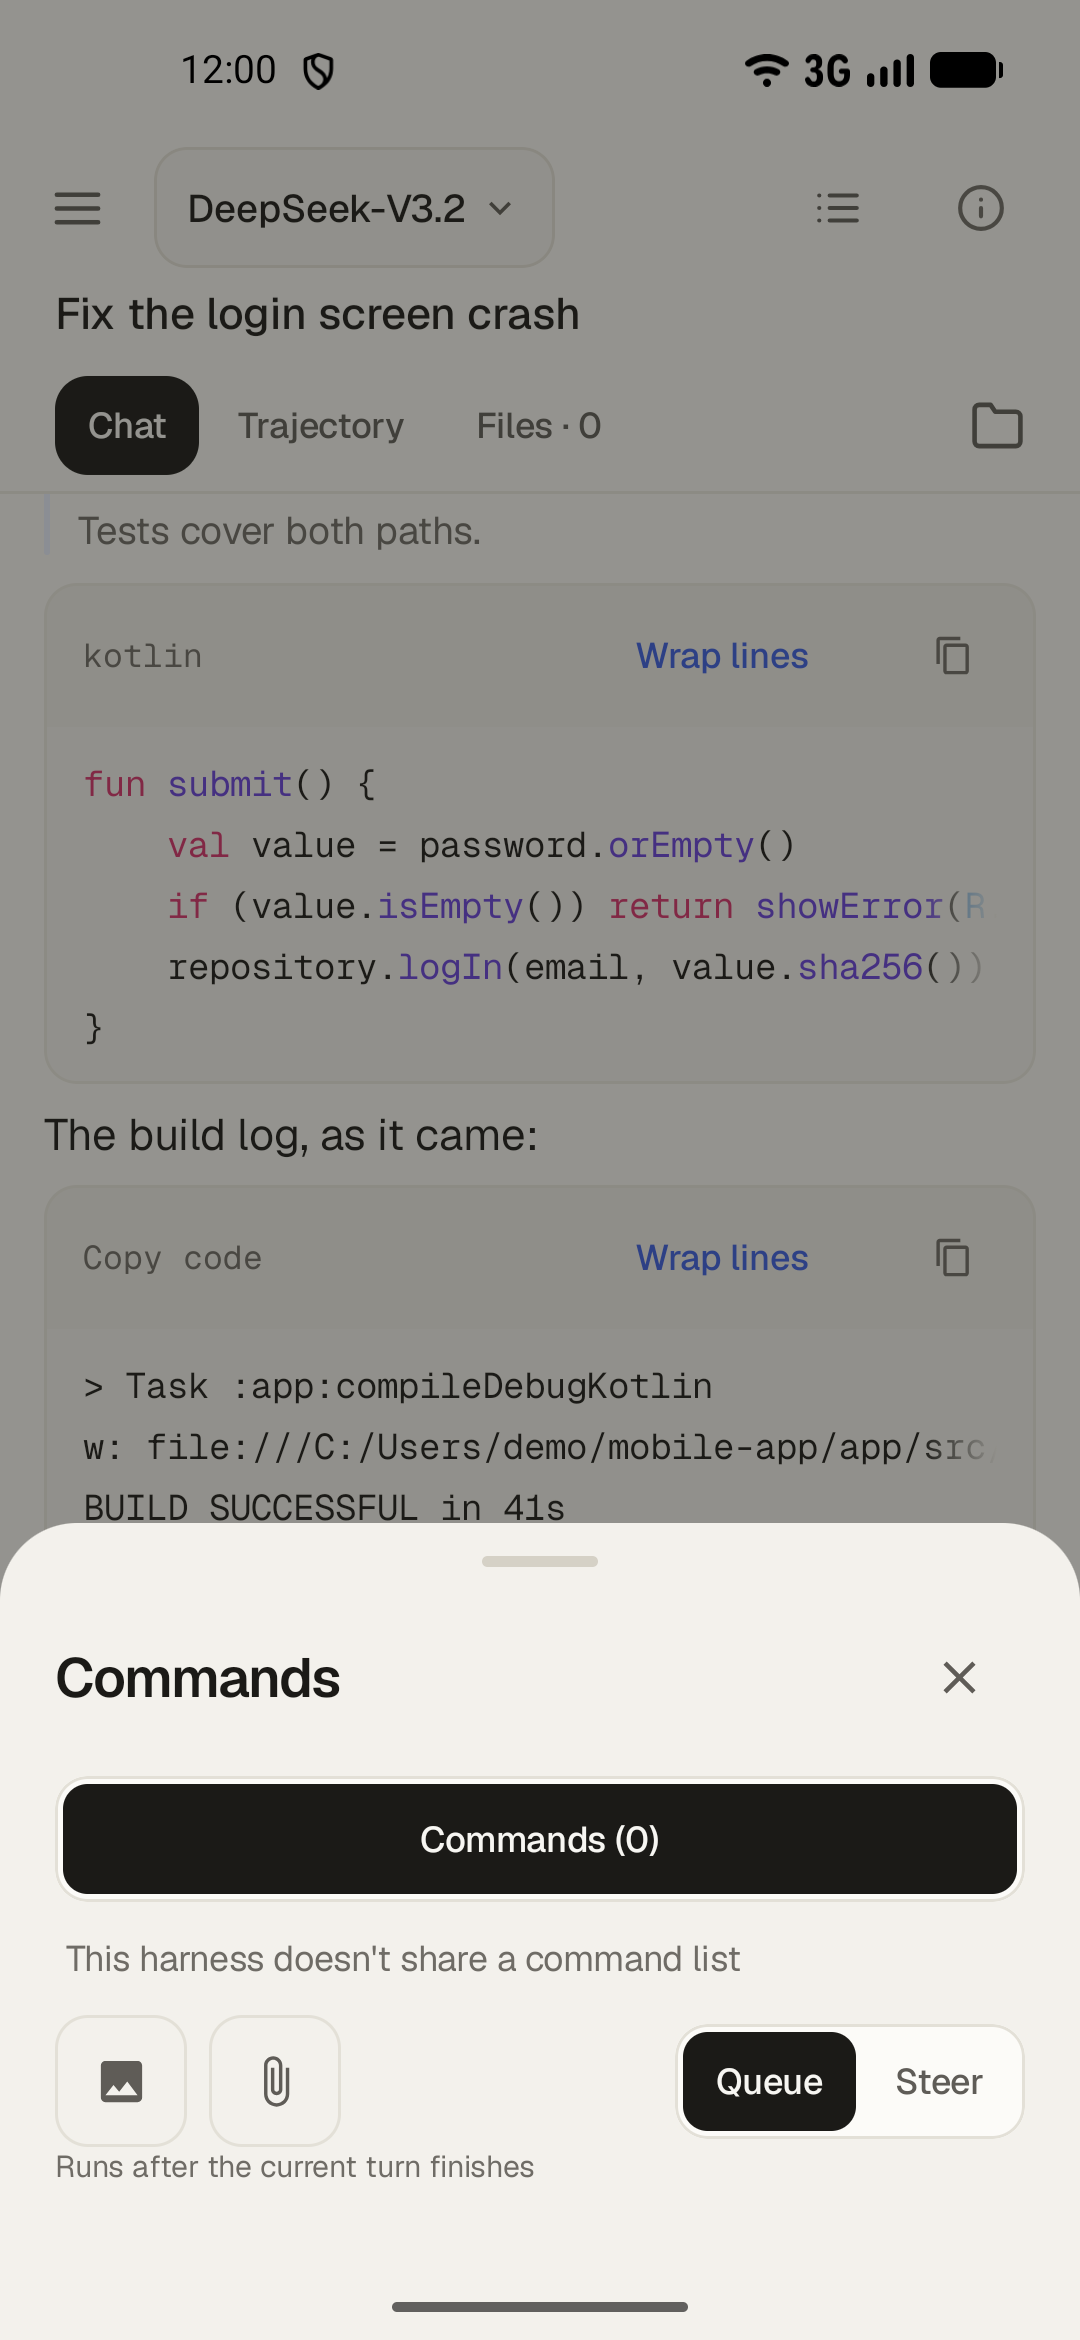 12:00
3G
DeepSeek-V3.2
Fix the login screen crash
Chat
Trajectory
Files · 0
Tests cover both paths.
kotlin
Wrap lines
fun submit() {
    val value = password.orEmpty()
    if (value.isEmpty()) return showError(R
    repository.logIn(email, value.sha256())
}
The build log, as it came:
Copy code
Wrap lines
> Task :app:compileDebugKotlin
w: file:///C:/Users/demo/mobile-app/app/src/
BUILD SUCCESSFUL in 41s
Commands
Commands (0)
This harness doesn't share a command list
Queue
Steer
Runs after the current turn finishes